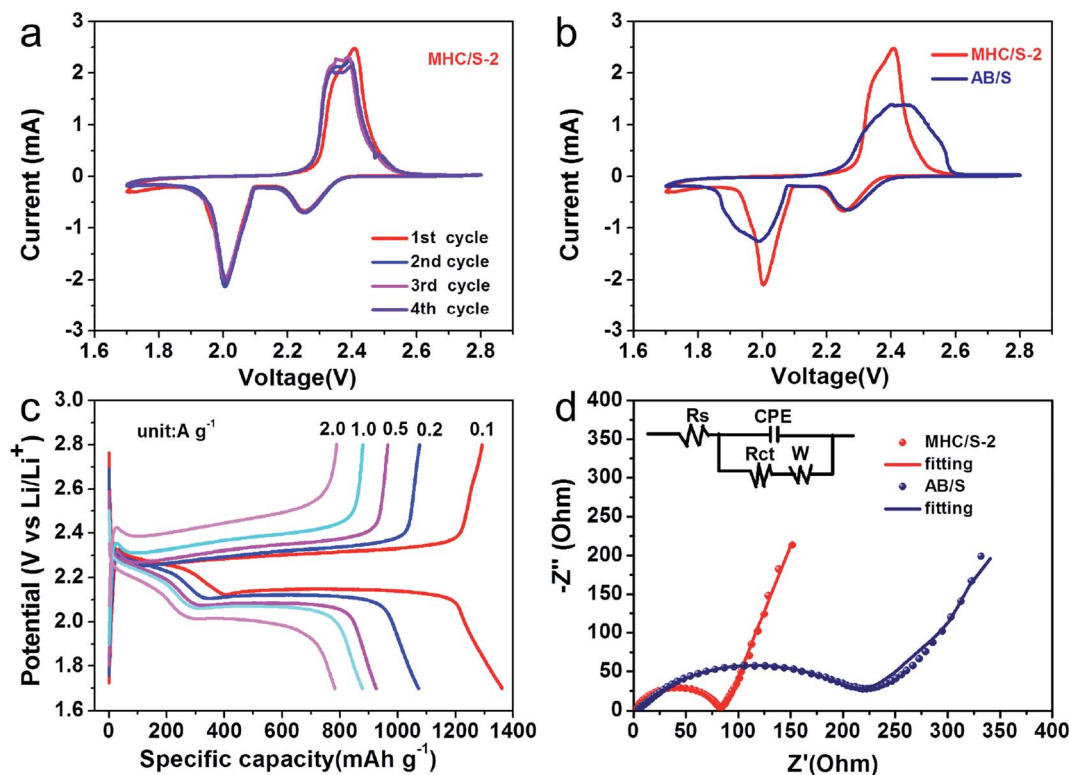 a
MHC/S-2
1st cycle
2nd cycle
3rd cycle
4th cycle
Current (mA)
3
2
1
0
-1
-2
-3
1.6 1.8 2.0 2.2 2.4 2.6 2.8
Voltage(V)
b
MHC/S-2
AB/S
Current (mA)
3
2
1
0
-1
-2
-3
1.6 1.8 2.0 2.2 2.4 2.6 2.8
Voltage(V)
c
unit:A g-1
2.0 1.0 0.5 0.2 0.1
Potential (V vs Li/Li+)
3.0
2.8
2.6
2.4
2.2
2.0
1.8
1.6
0 200 400 600 800 1000 1200 1400
Specific capacity(mAh g-1)
d
Rs
CPE
Rct
W
MHC/S-2
fitting
AB/S
fitting
-Z"(Ohm)
400
350
300
250
200
150
100
50
0
0 50 100 150 200 250 300 350 400
Z'(Ohm)